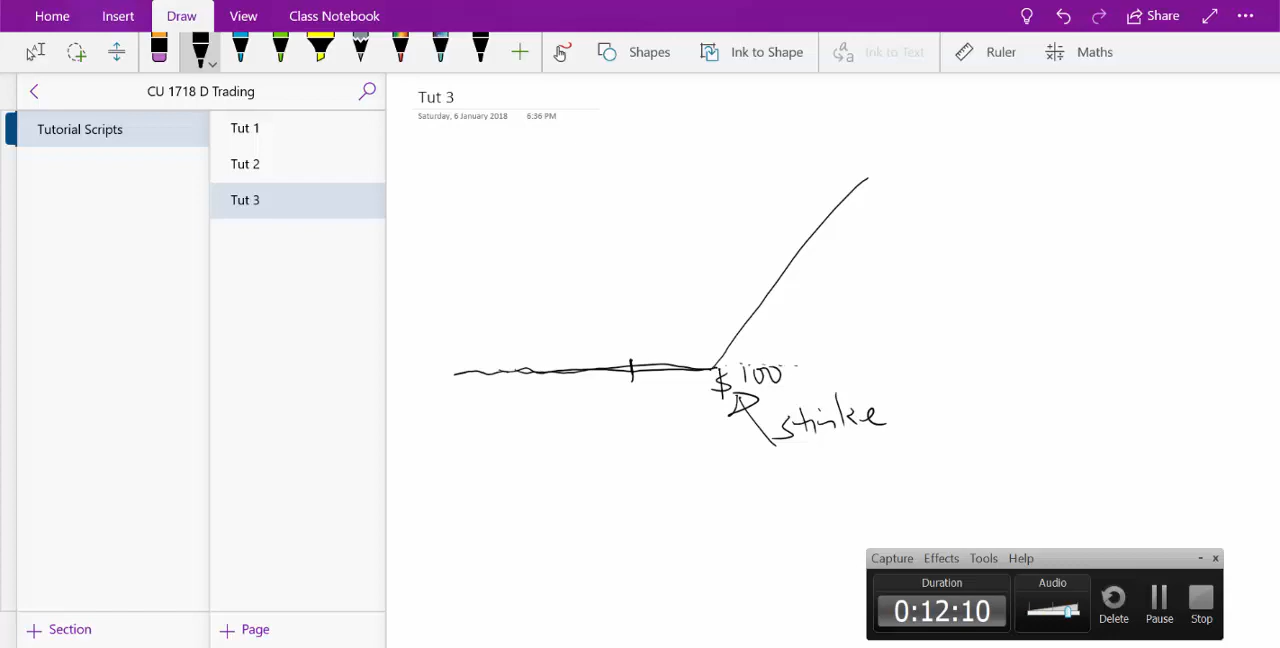 Home Insert Draw View Class Notebook Share
Shapes Ink to Shape Ink to Text Ruler Maths
CU 1718 D Trading
Tutorial Scripts
Tut 1
Tut 2
Tut 3
Tut 3
Saturday, 6 January 2018 6:36 PM
$ 100
strike
Capture Effects Tools Help
Duration
0:12:10
Audio
Delete Pause Stop
Section
Page